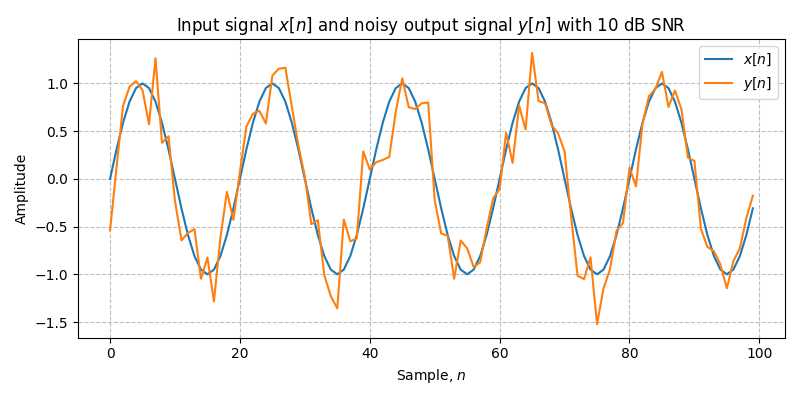 Input signal x[n] and noisy output signal y[n] with 10 dB SNR
x[n]
y[n]
Amplitude
1.0
0.5
0.0
−0.5
−1.0
−1.5
0 20 40 60 80 100
Sample, n